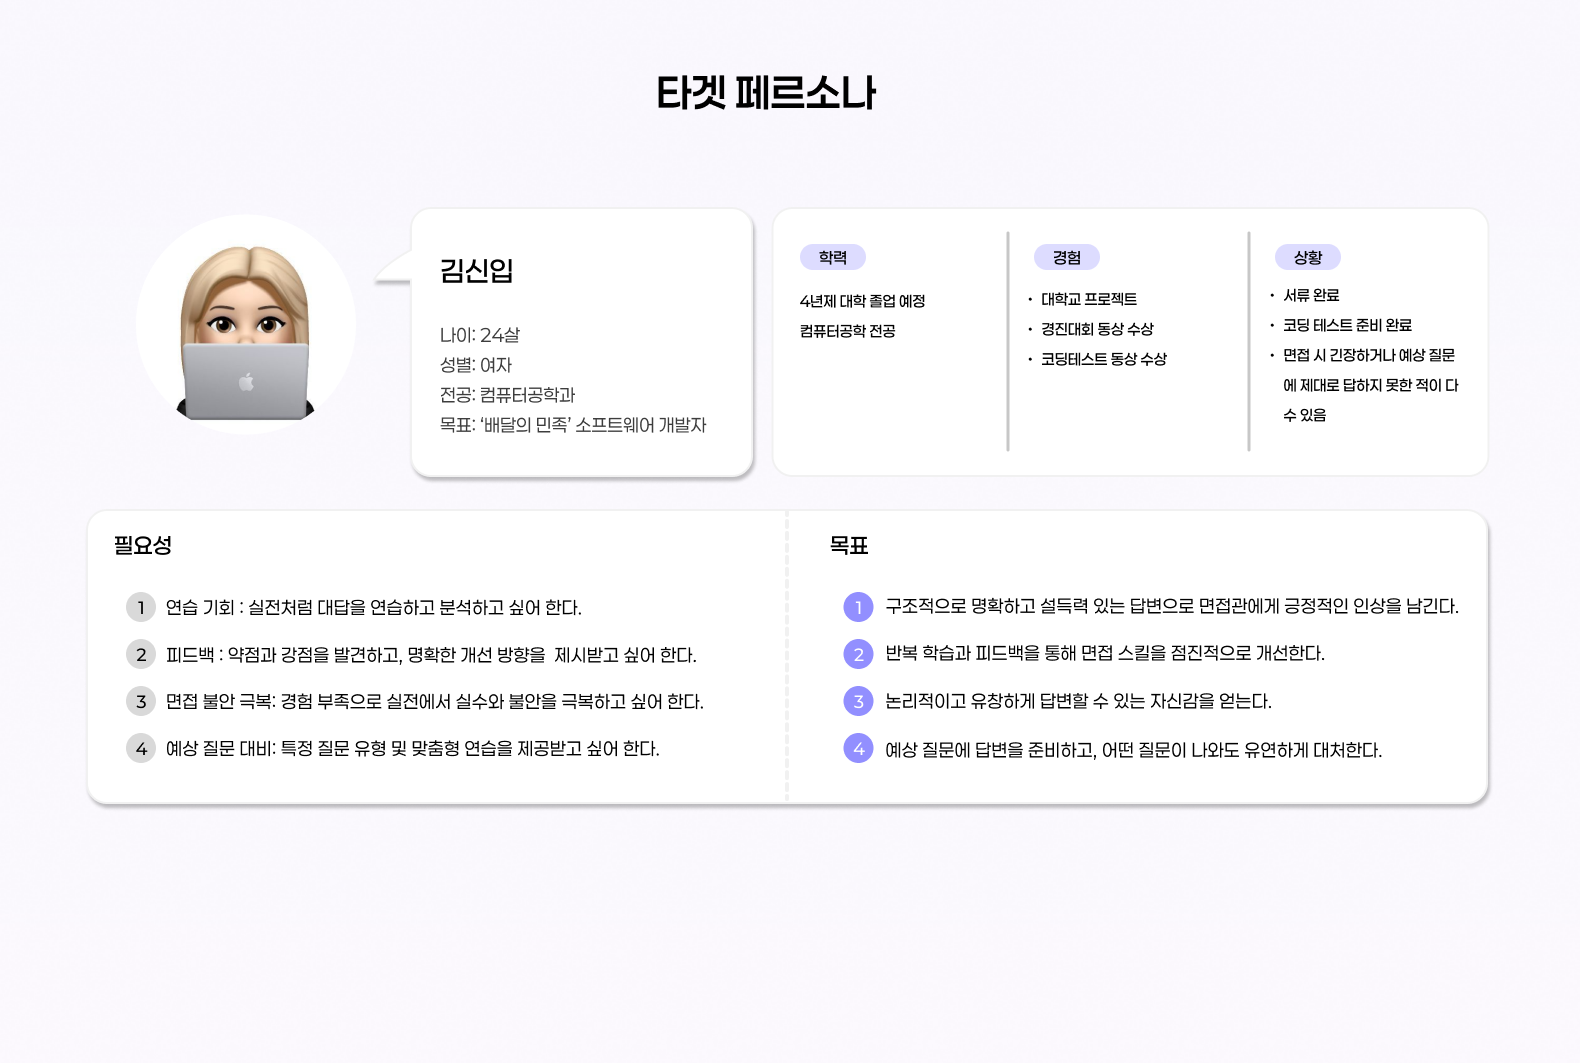 타겟 페르소나
김신입
나이: 24살
성별: 여자
전공: 컴퓨터공학과
목표: ‘배달의 민족’ 소프트웨어 개발자
학력
4년제 대학 졸업 예정
컴퓨터공학 전공
경험
• 대학교 프로젝트
• 경진대회 동상 수상
• 코딩테스트 동상 수상
상황
• 서류 완료
• 코딩 테스트 준비 완료
• 면접 시 긴장하거나 예상 질문
에 제대로 답하지 못한 적이 다
수 있음
필요성
1 연습 기회 : 실전처럼 대답을 연습하고 분석하고 싶어 한다.
2 피드백 : 약점과 강점을 발견하고, 명확한 개선 방향을  제시받고 싶어 한다.
3 면접 불안 극복: 경험 부족으로 실전에서 실수와 불안을 극복하고 싶어 한다.
4 예상 질문 대비: 특정 질문 유형 및 맞춤형 연습을 제공받고 싶어 한다.
목표
1 구조적으로 명확하고 설득력 있는 답변으로 면접관에게 긍정적인 인상을 남긴다.
2 반복 학습과 피드백을 통해 면접 스킬을 점진적으로 개선한다.
3 논리적이고 유창하게 답변할 수 있는 자신감을 얻는다.
4 예상 질문에 답변을 준비하고, 어떤 질문이 나와도 유연하게 대처한다.